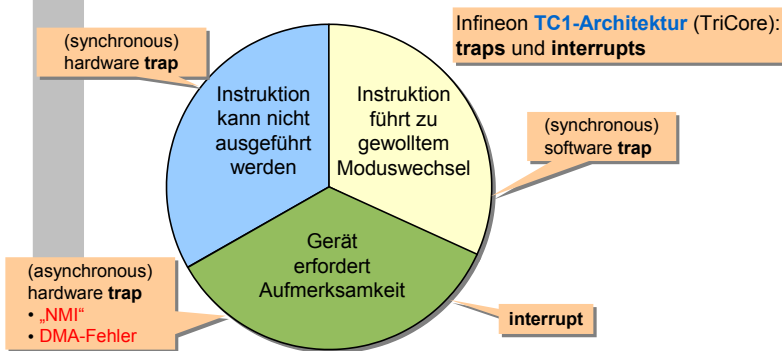 Infineon TC1-Architektur (TriCore):
traps und interrupts
(synchronous)
hardware trap
Instruktion
kann nicht
ausgeführt
werden
Instruktion
führt zu
gewolltem
Moduswechsel
(synchronous)
software trap
Gerät
erfordert
Aufmerksamkeit
(asynchronous)
hardware trap
• „NMI“
• DMA-Fehler
interrupt